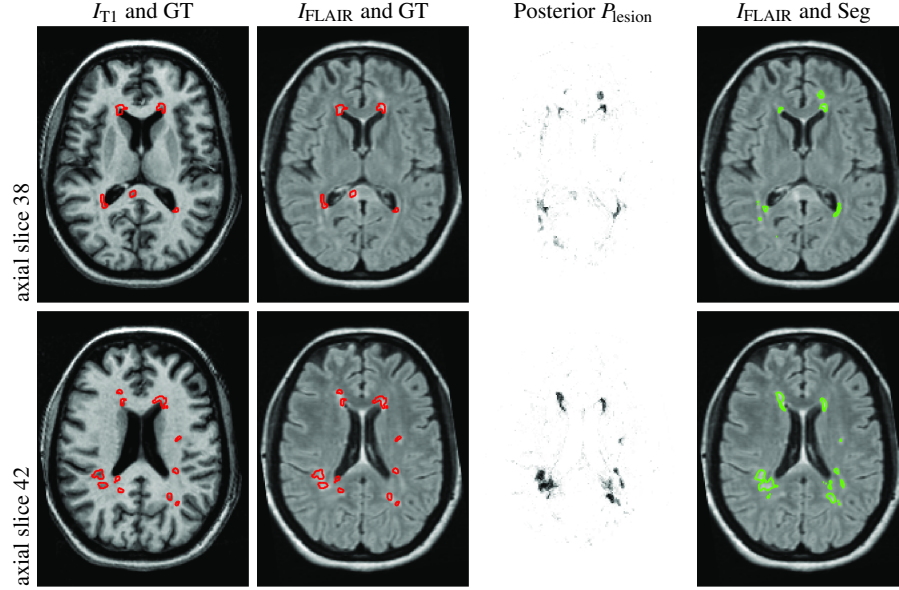 I_T1 and GT
I_FLAIR and GT
Posterior P_lesion
I_FLAIR and Seg
axial slice 38
axial slice 42